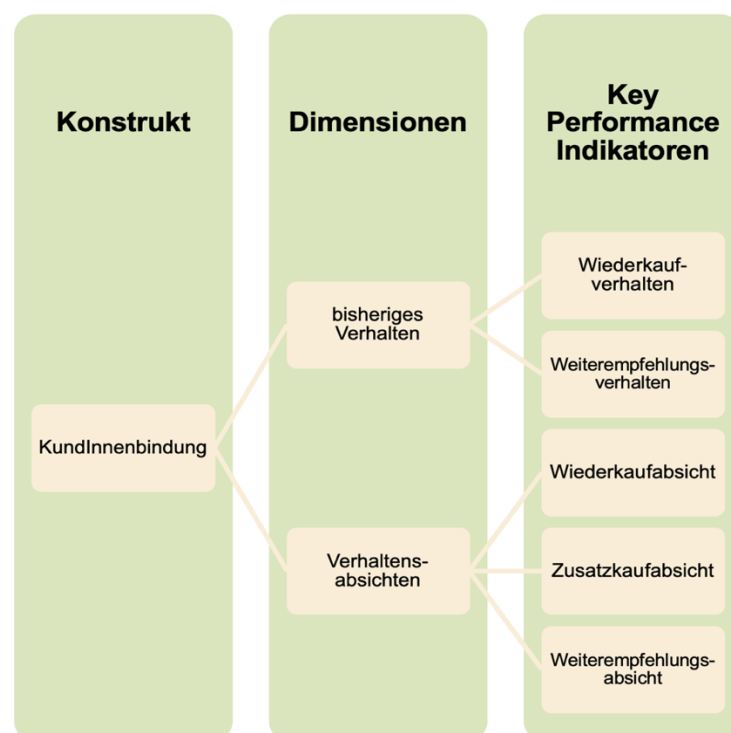 Konstrukt
Dimensionen
Key
Performance
Indikatoren
KundInnenbindung
bisheriges
Verhalten
Verhaltens-
absichten
Wiederkauf-
verhalten
Weiterempfehlungs-
verhalten
Wiederkaufabsicht
Zusatzkaufabsicht
Weiterempfehlungs-
absicht